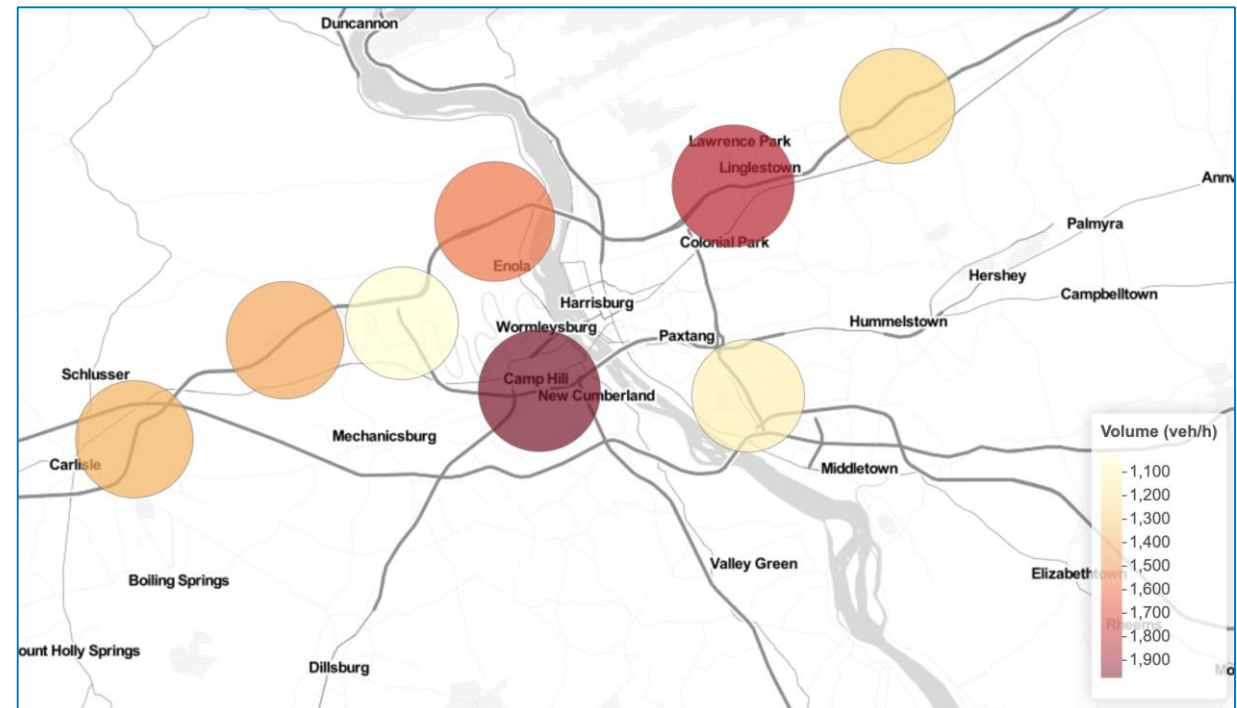 Duncannon
Lawrence Park
Linglestown
Annv
Palmyra
Colonial Park
Enola
Hershey
Campbelltown
Harrisburg
Hummelstown
Wormleysburg
Paxtang
Schlusser
Camp Hill
New Cumberland
Mechanicsburg
Carlisle
Middletown
Valley Green
Boiling Springs
Elizabethtown
Rheems
ount Holly Springs
Dillsburg
Mo
Volume (veh/h)
1,100
1,200
1,300
1,400
1,500
1,600
1,700
1,800
1,900